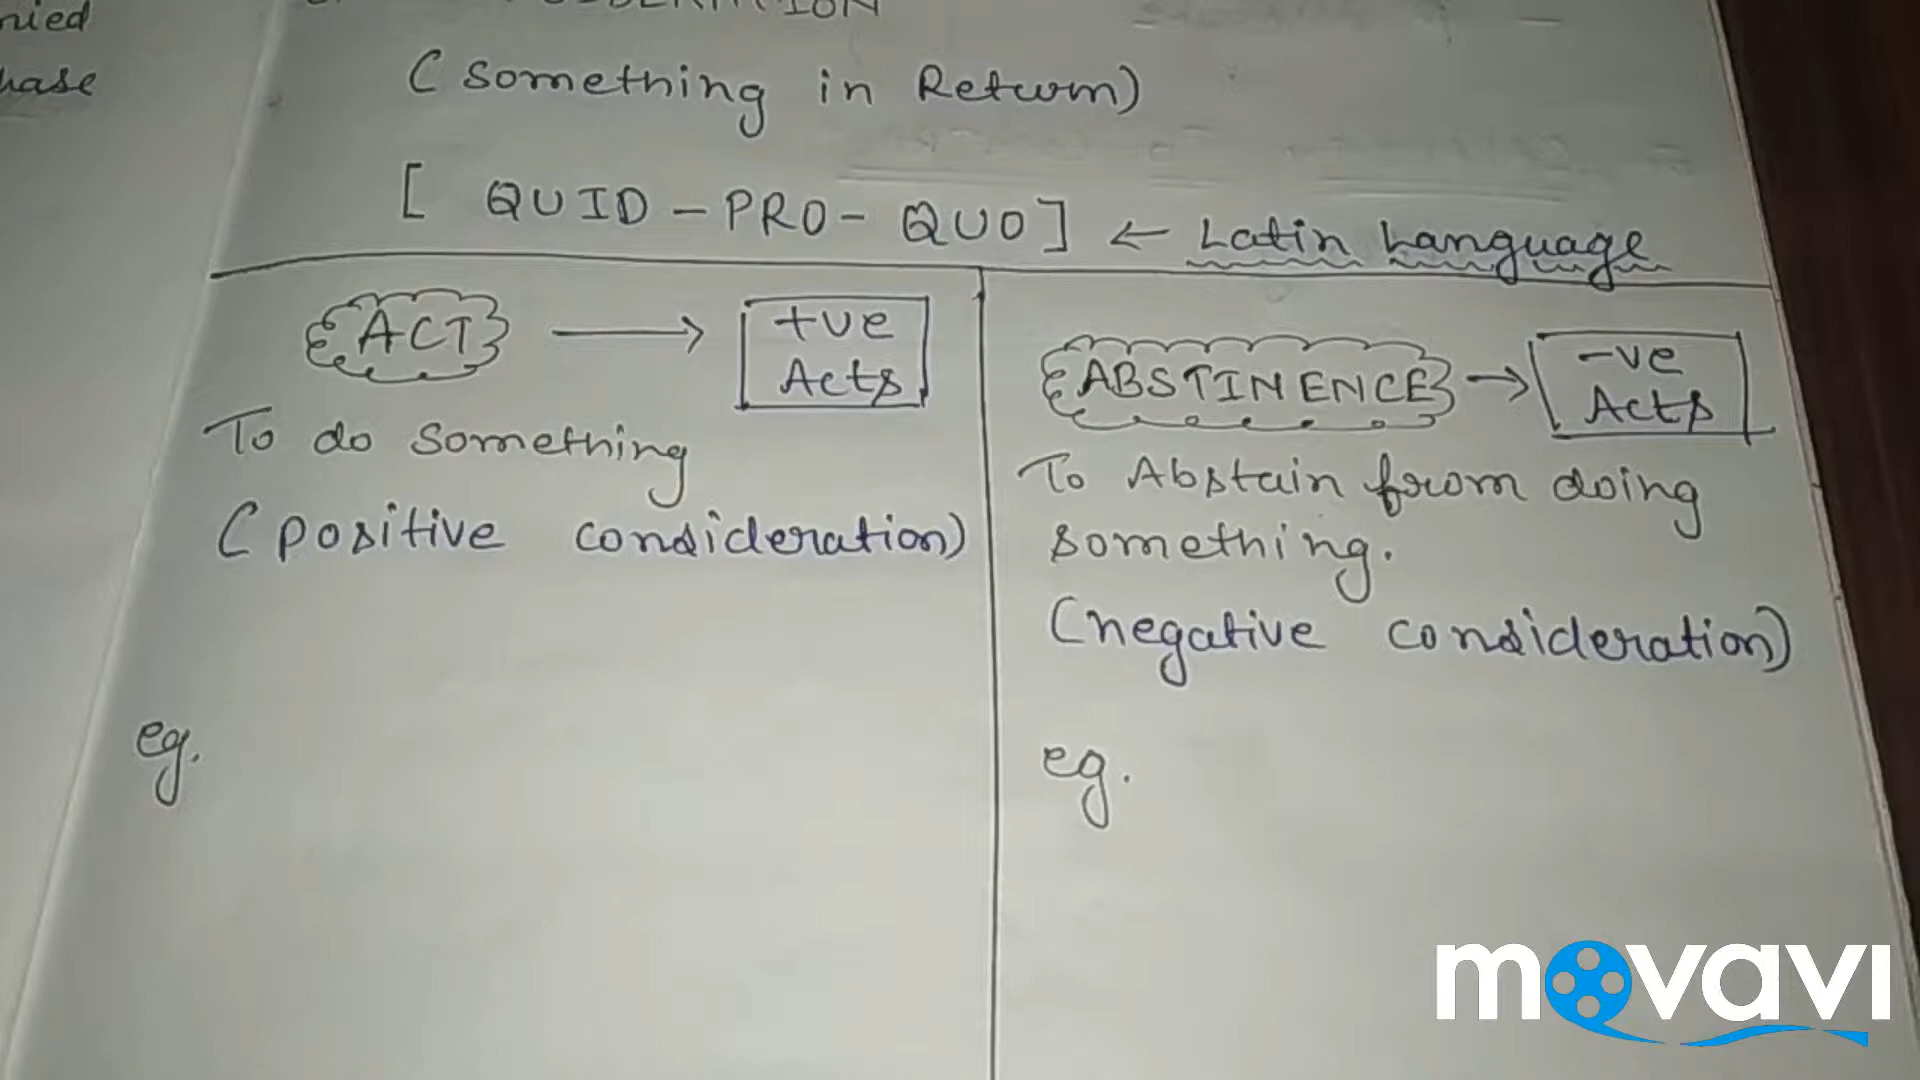 nied
hase
(Something in Return)
[ QUID-PRO-QUO] ← Latin Language
ACT → +ve Acts
To do something
(positive consideration)
eg.
ABSTINENCE → -ve Acts
To Abstain from doing
something.
(negative consideration)
eg.
movavi